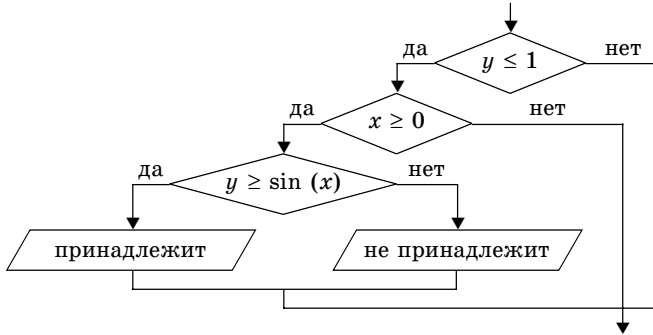 да
y ≤ 1
нет
да
x ≥ 0
нет
да
y ≥ sin (x)
нет
принадлежит
не принадлежит